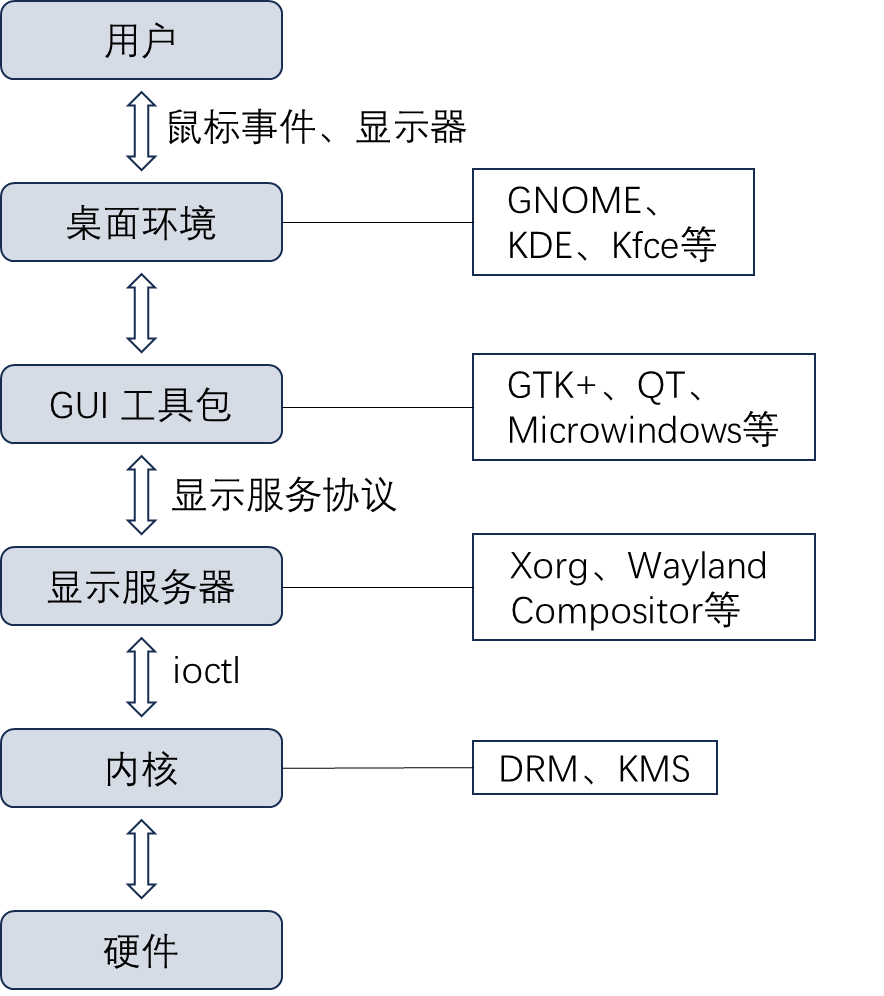 用户
鼠标事件、显示器
桌面环境
GNOME、
KDE、Kfce等
GUI 工具包
GTK+、QT、
Microwindows等
显示服务协议
显示服务器
Xorg、Wayland
Compositor等
ioctl
内核
DRM、KMS
硬件